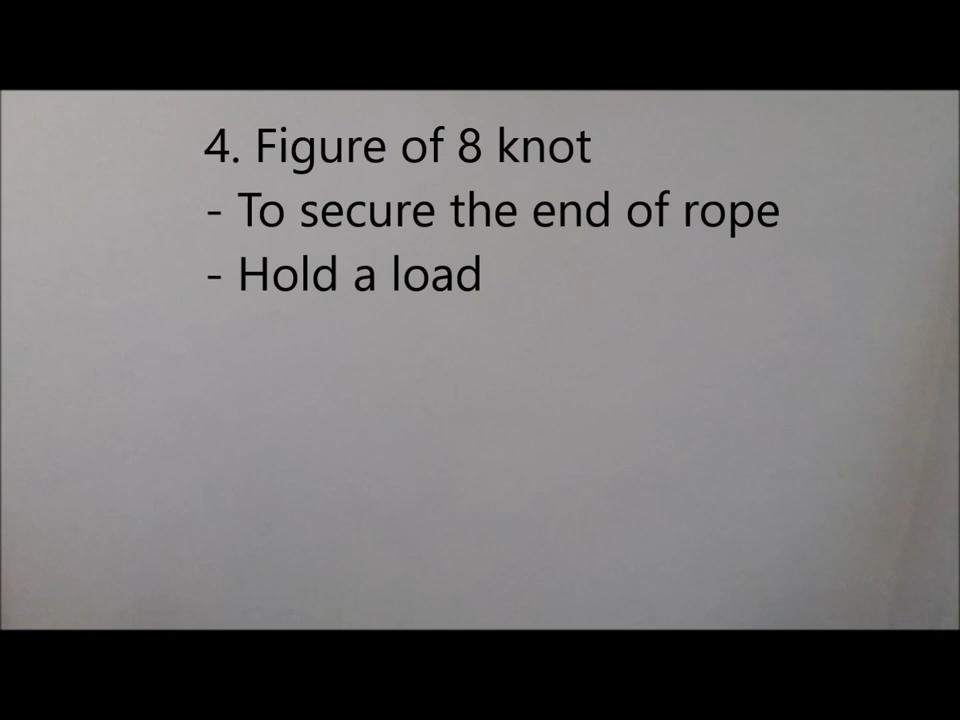 4. Figure of 8 knot
- To secure the end of rope
- Hold a load